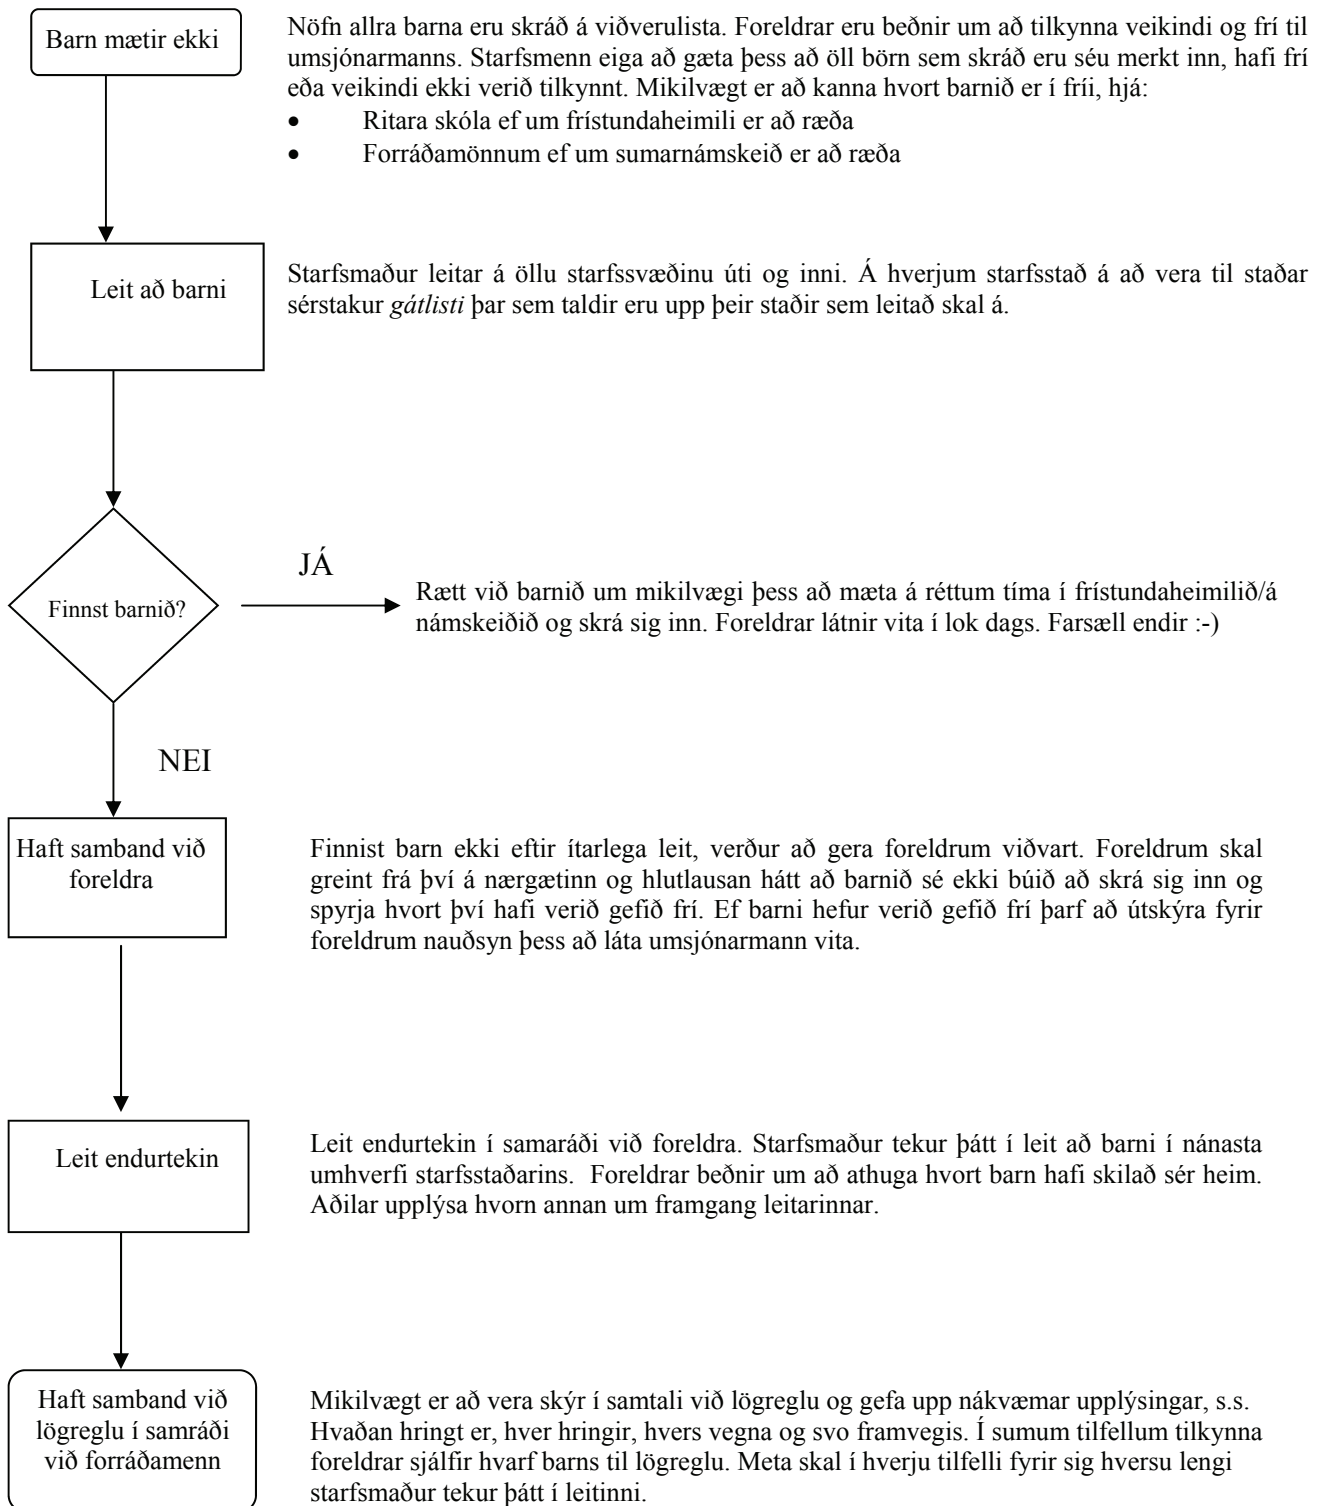 Barn mætir ekki
Nöfn allra barna eru skráð á viðverulista. Foreldrar eru beðnir um að tilkynna veikindi og frí til
umsjónarmanns. Starfsmenn eiga að gæta þess að öll börn sem skráð eru séu merkt inn, hafi frí
eða veikindi ekki verið tilkynnt. Mikilvægt er að kanna hvort barnið er í fríi, hjá:
• Ritara skóla ef um frístundaheimili er að ræða
• Forráðamönnum ef um sumarnámskeið er að ræða
Leit að barni
Starfsmaður leitar á öllu starfssvæðinu úti og inni. Á hverjum starfsstað á að vera til staðar
sérstakur gátlisti þar sem taldir eru upp þeir staðir sem leitað skal á.
Finnst barnið?
JÁ
Rætt við barnið um mikilvægi þess að mæta á réttum tíma í frístundaheimilið/á
námskeiðið og skrá sig inn. Foreldrar látnir vita í lok dags. Farsæll endir :-)
NEI
Haft samband við
foreldra
Finnist barn ekki eftir ítarlega leit, verður að gera foreldrum viðvart. Foreldrum skal
greint frá því á nærgætinn og hlutlausan hátt að barnið sé ekki búið að skrá sig inn og
spyrja hvort því hafi verið gefið frí. Ef barni hefur verið gefið frí þarf að útskýra fyrir
foreldrum nauðsyn þess að láta umsjónarmann vita.
Leit endurtekin
Leit endurtekin í samaráði við foreldra. Starfsmaður tekur þátt í leit að barni í nánasta
umhverfi starfsstaðarins. Foreldrar beðnir um að athuga hvort barn hafi skilað sér heim.
Aðilar upplýsa hvorn annan um framgang leitarinnar.
Haft samband við
lögreglu í samráði
við forráðamenn
Mikilvægt er að vera skýr í samtali við lögreglu og gefa upp nákvæmar upplýsingar, s.s.
Hvaðan hringt er, hver hringir, hvers vegna og svo framvegis. Í sumum tilfellum tilkynna
foreldrar sjálfir hvarf barns til lögreglu. Meta skal í hverju tilfelli fyrir sig hversu lengi
starfsmaður tekur þátt í leitinni.